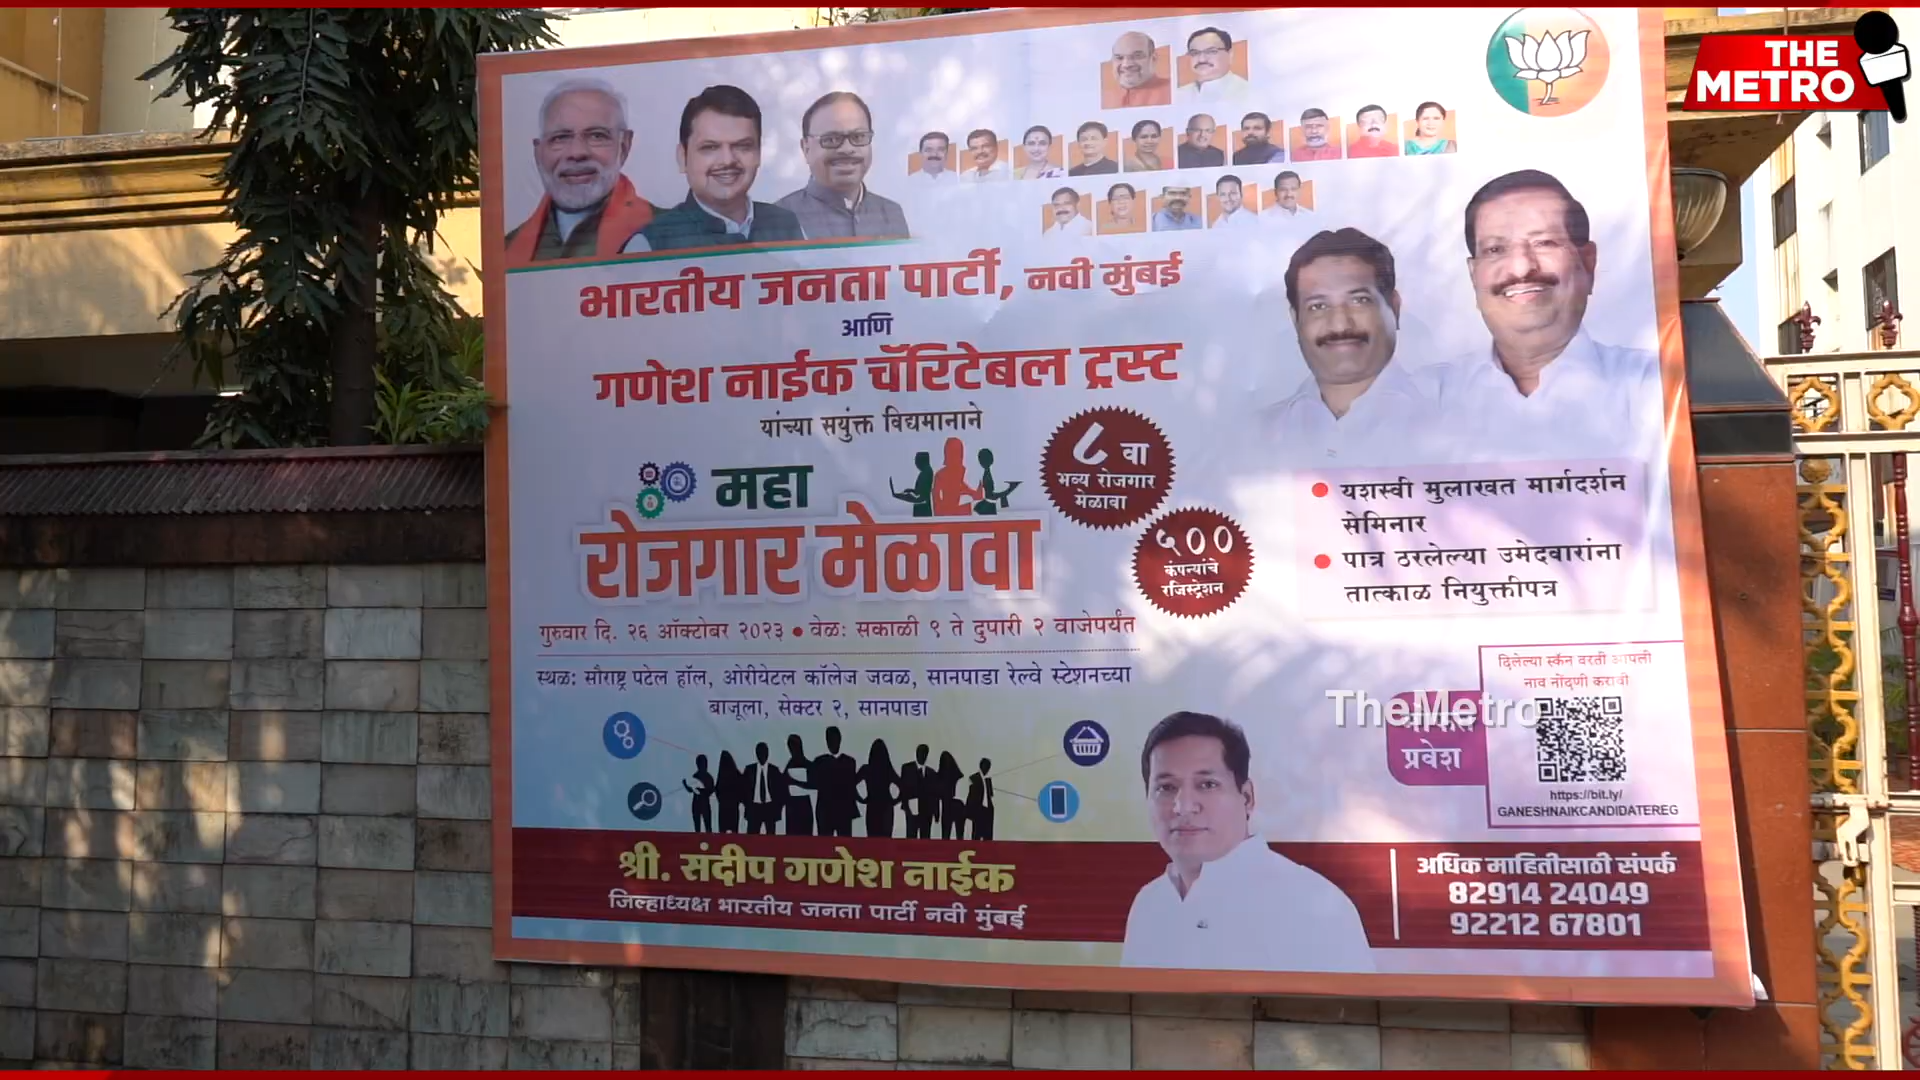 THE
METRO
भारतीय जनता पार्टी, नवी मुंबई
आणि
गणेश नाईक चॅरिटेबल ट्रस्ट
यांच्या सयुंक्त विद्यमानाने
महा
रोजगार मेळावा
८ वा
भव्य रोजगार
मेळावा
५००
कंपन्यांचे
रजिस्ट्रेशन
गुरुवार दि. २६ ऑक्टोबर २०२३ • वेळ: सकाळी ९ ते दुपारी २ वाजेपर्यंत
स्थळ: सौराष्ट्र पटेल हॉल, ओरीयेटल कॉलेज जवळ, सानपाडा रेल्वे स्टेशनच्या
बाजूला, सेक्टर २, सानपाडा
• यशस्वी मुलाखत मार्गदर्शन
सेमिनार
• पात्र ठरलेल्या उमेदवारांना
तात्काळ नियुक्तीपत्र
दिलेल्या स्कॅन वरती आपली
नाव नोंदणी करावी
TheMetro
प्रवेश
https://bit.ly/
GANESHNAIKCANDIDATEREG
श्री. संदीप गणेश नाईक
जिल्हाध्यक्ष भारतीय जनता पार्टी नवी मुंबई
अधिक माहितीसाठी संपर्क
82914 24049
92212 67801